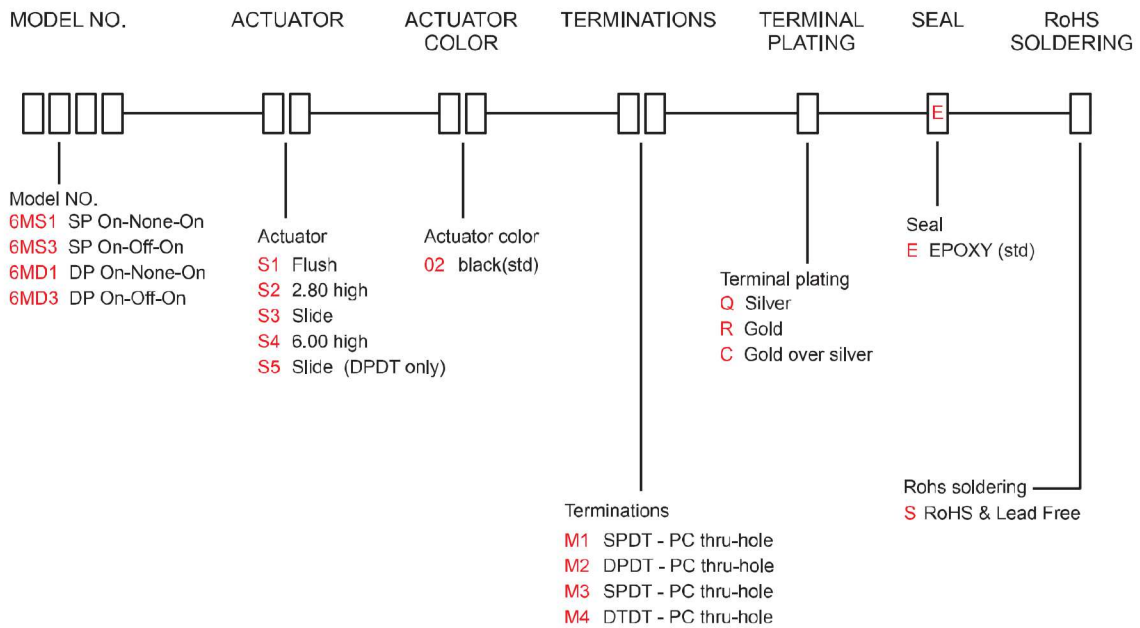 MODEL NO.
ACTUATOR
ACTUATOR
COLOR
TERMINATIONS
TERMINAL
PLATING
SEAL
RoHS
SOLDERING
E
Model NO.
6MS1 SP On-None-On
6MS3 SP On-Off-On
6MD1 DP On-None-On
6MD3 DP On-Off-On
Actuator
S1 Flush
S2 2.80 high
S3 Slide
S4 6.00 high
S5 Slide (DPDT only)
Actuator color
02 black(std)
Terminations
M1 SPDT - PC thru-hole
M2 DPDT - PC thru-hole
M3 SPDT - PC thru-hole
M4 DTDT - PC thru-hole
Terminal plating
Q Silver
R Gold
C Gold over silver
Seal
E EPOXY (std)
Rohs soldering
S RoHS & Lead Free